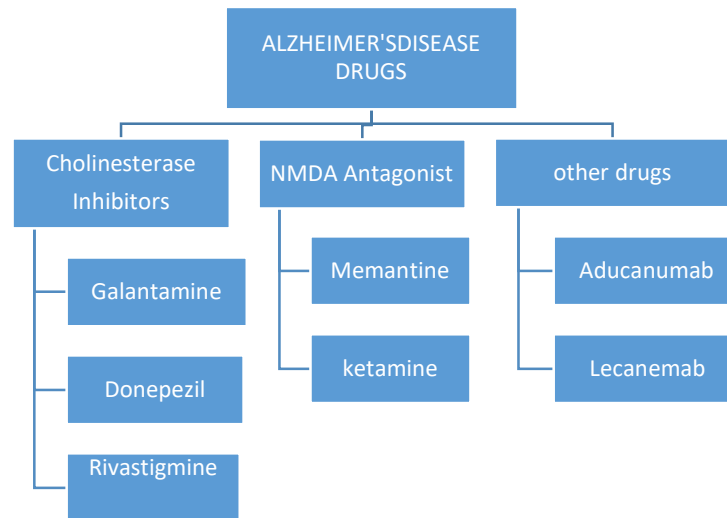 ALZHEIMER'SDISEASE
DRUGS
Cholinesterase
Inhibitors
Galantamine
Donepezil
Rivastigmine
NMDA Antagonist
Memantine
ketamine
other drugs
Aducanumab
Lecanemab